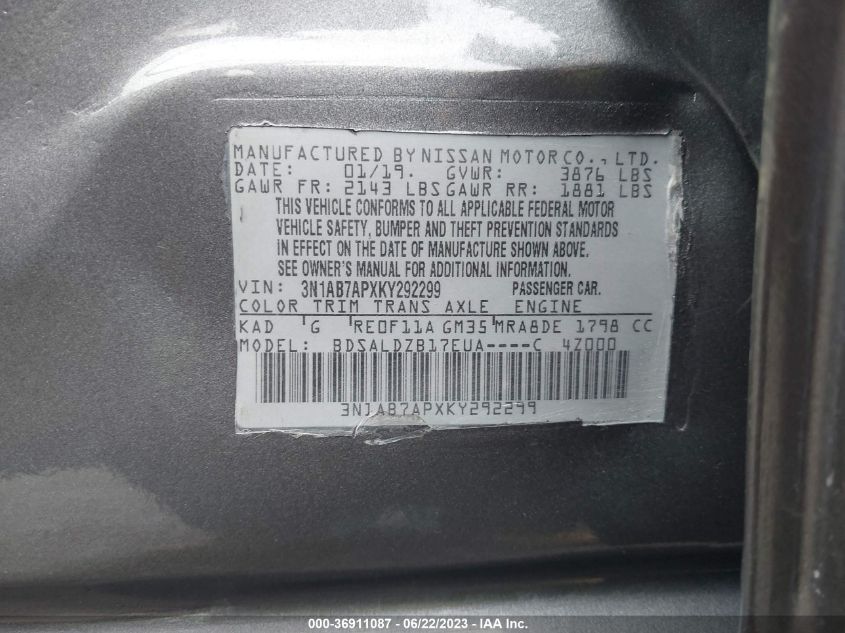 MANUFACTURED BY NISSAN MOTOR CO., LTD.
DATE: 01/19. GVWR: 3876 LBS
GAWR FR: 2143 LBS GAWR RR: 1881 LBS
THIS VEHICLE CONFORMS TO ALL APPLICABLE FEDERAL MOTOR
VEHICLE SAFETY, BUMPER AND THEFT PREVENTION STANDARDS
IN EFFECT ON THE DATE OF MANUFACTURE SHOWN ABOVE.
SEE OWNER'S MANUAL FOR ADDITIONAL INFORMATION.
VIN: 3N1AB7APXKY292299 PASSENGER CAR.
COLOR TRIM TRANS AXLE ENGINE
KAD G RE0F11A GM35 MRA8DE 1798 CC
MODEL: BDSALDZB17EUA----C 4Z000
3N1AB7APXKY292299
000-36911087 - 06/22/2023 - IAA Inc.